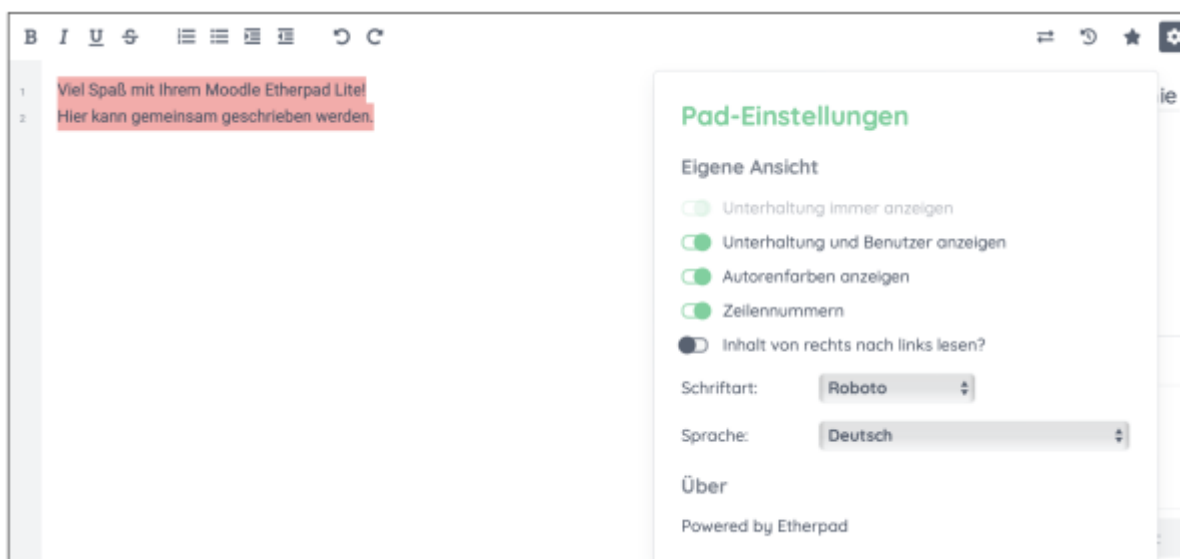 B I U S
1 Viel Spaß mit Ihrem Moodle Etherpad Lite!
2 Hier kann gemeinsam geschrieben werden.
ie
Pad-Einstellungen
Eigene Ansicht
Unterhaltung immer anzeigen
Unterhaltung und Benutzer anzeigen
Autorenfarben anzeigen
Zeilennummern
Inhalt von rechts nach links lesen?
Schriftart: Roboto
Sprache: Deutsch
Über
Powered by Etherpad